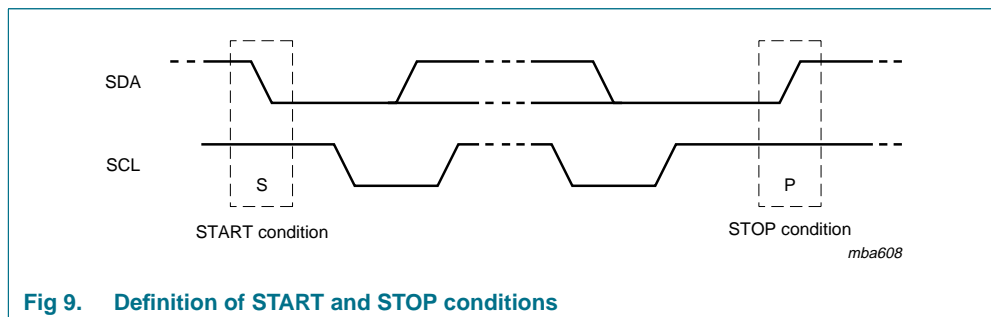 SDA
SCL
S
P
START condition
STOP condition
mba608
Fig 9. Definition of START and STOP conditions